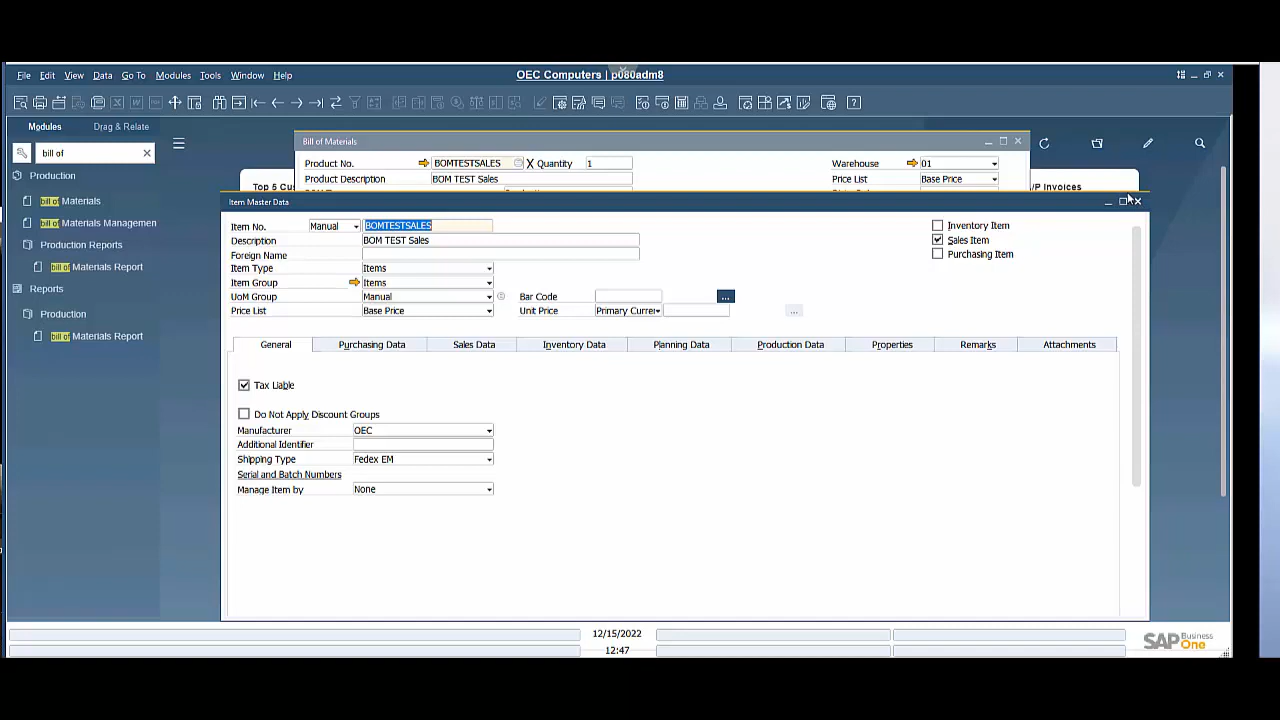 File Edit View Data Go To Modules Tools Window Help
OEC Computers | p080adm8
Modules Drag & Relate
bill of
Production
bill of Materials
bill of Materials Managemen
Production Reports
bill of Materials Report
Reports
Production
bill of Materials Report
Bill of Materials
Product No. BOMTESTSALES X Quantity 1 Warehouse 01
Product Description BOM TEST Sales Price List Base Price
Top 5 Cus /P Invoices
Item Master Data
Item No. Manual BOMTESTSALES Inventory Item
Description BOM TEST Sales Sales Item
Foreign Name Purchasing Item
Item Type Items
Item Group Items
UoM Group Manual Bar Code ...
Price List Base Price Unit Price Primary Currer ...
General Purchasing Data Sales Data Inventory Data Planning Data Production Data Properties Remarks Attachments
Tax Liable
Do Not Apply Discount Groups
Manufacturer OEC
Additional Identifier
Shipping Type Fedex EM
Serial and Batch Numbers
Manage Item by None
12/15/2022
12:47
SAP Business One